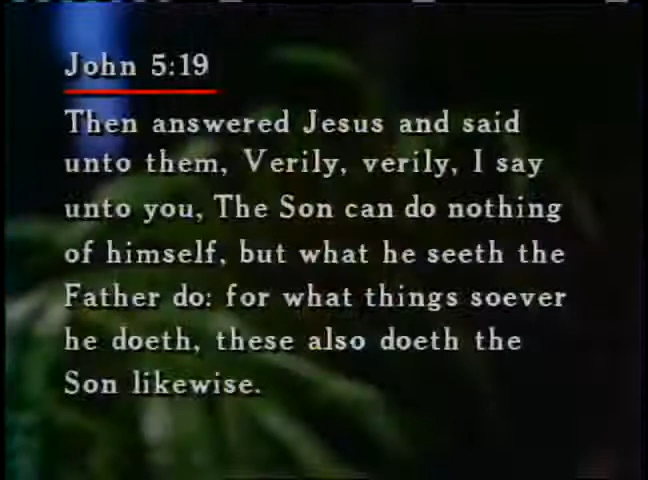 John 5:19
Then answered Jesus and said
unto them, Verily, verily, I say
unto you, The Son can do nothing
of himself, but what he seeth the
Father do: for what things soever
he doeth, these also doeth the
Son likewise.